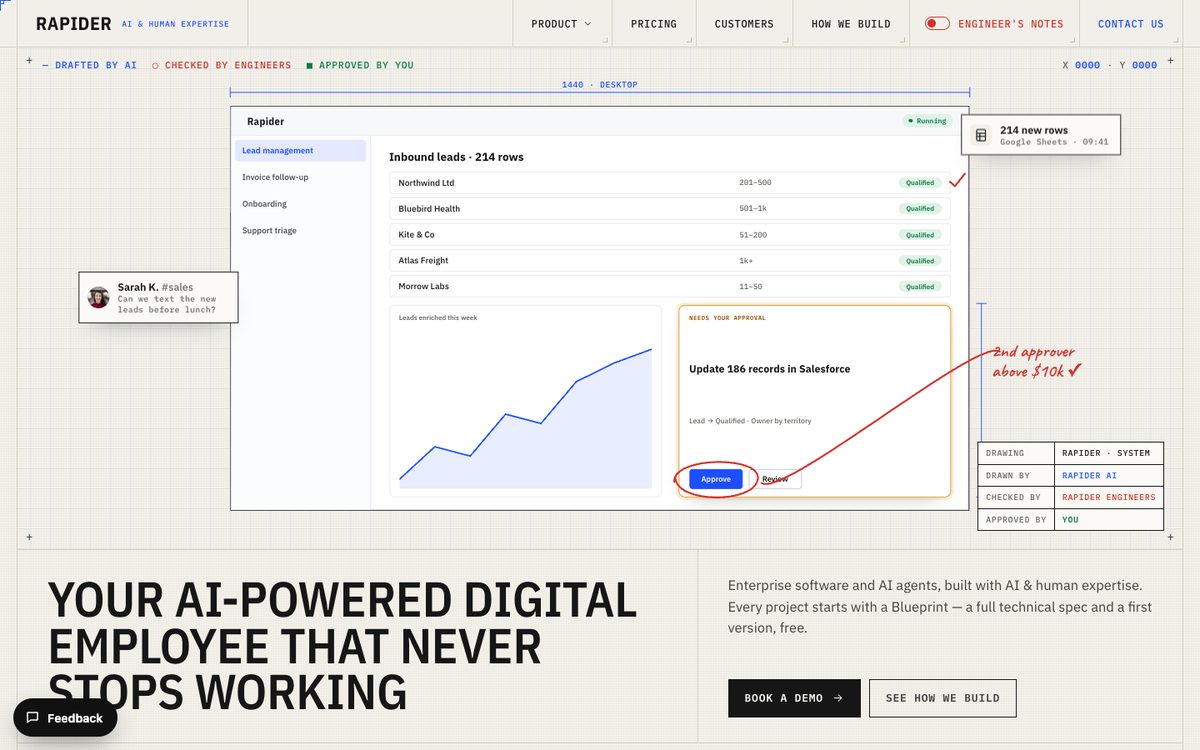 RAPIDER AI & HUMAN EXPERTISE PRODUCT PRICING CUSTOMERS HOW WE BUILD ENGINEER'S NOTES CONTACT US
— DRAFTED BY AI ○ CHECKED BY ENGINEERS ■ APPROVED BY YOU X 0000 · Y 0000
1440 · DESKTOP
Rapider
Running
214 new rows
Google Sheets · 09:41
Lead management
Invoice follow-up
Onboarding
Support triage
Inbound leads · 214 rows
Northwind Ltd 201–500 Qualified
Bluebird Health 501–1k Qualified
Kite & Co 51–200 Qualified
Atlas Freight 1k+ Qualified
Morrow Labs 11–50 Qualified
Sarah K. #sales
Can we text the new
leads before lunch?
Leads enriched this week
NEEDS YOUR APPROVAL
Update 186 records in Salesforce
Lead → Qualified · Owner by territory
Approve Review
2nd approver
above $10k ✓
DRAWING RAPIDER · SYSTEM
DRAWN BY RAPIDER AI
CHECKED BY RAPIDER ENGINEERS
APPROVED BY YOU
YOUR AI-POWERED DIGITAL
EMPLOYEE THAT NEVER
STOPS WORKING
Enterprise software and AI agents, built with AI & human expertise.
Every project starts with a Blueprint — a full technical spec and a first
version, free.
BOOK A DEMO → SEE HOW WE BUILD
Feedback